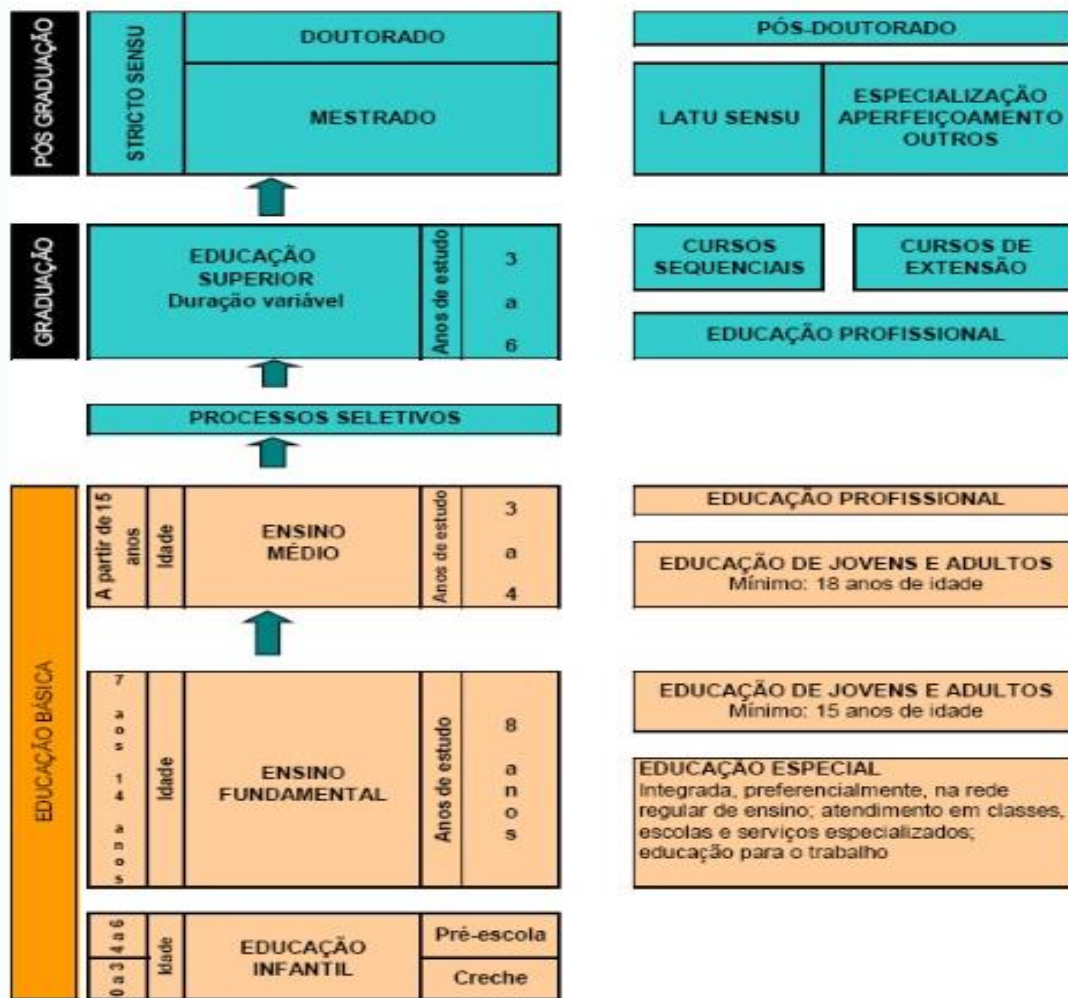 PÓS GRADUAÇÃO
STRICTO SENSU
DOUTORADO
MESTRADO
PÓS-DOUTORADO
LATU SENSU
ESPECIALIZAÇÃO
APERFEIÇOAMENTO
OUTROS
GRADUAÇÃO
EDUCAÇÃO
SUPERIOR
Duração variável
Anos de estudo
3
a
6
CURSOS
SEQUENCIAIS
CURSOS DE
EXTENSÃO
EDUCAÇÃO PROFISSIONAL
PROCESSOS SELETIVOS
EDUCAÇÃO BÁSICA
A partir de 15
anos
Idade
ENSINO
MÉDIO
Anos de estudo
3
a
4
EDUCAÇÃO PROFISSIONAL
EDUCAÇÃO DE JOVENS E ADULTOS
Mínimo: 18 anos de idade
7 aos 14 anos
Idade
ENSINO
FUNDAMENTAL
Anos de estudo
8 anos
EDUCAÇÃO DE JOVENS E ADULTOS
Mínimo: 15 anos de idade
EDUCAÇÃO ESPECIAL
Integrada, preferencialmente, na rede
regular de ensino; atendimento em classes,
escolas e serviços especializados;
educação para o trabalho
4 a 6
0 a 3
Idade
EDUCAÇÃO
INFANTIL
Pré-escola
Creche